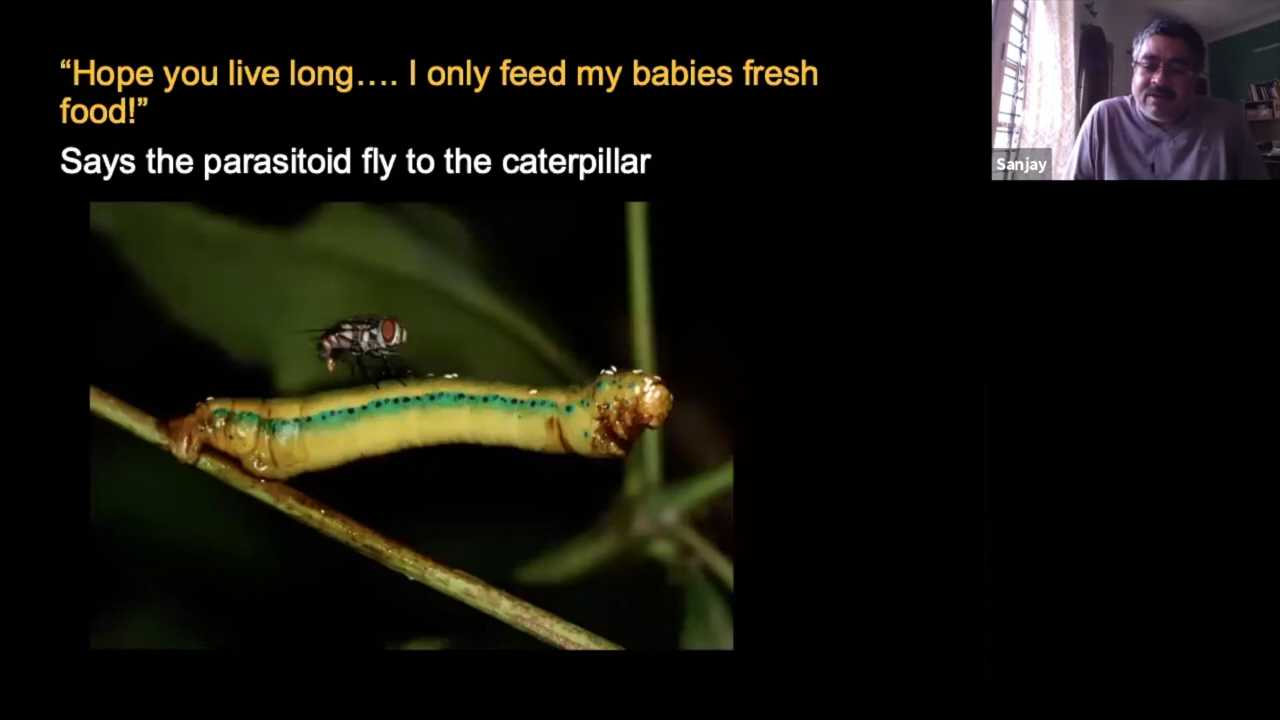 “Hope you live long…. I only feed my babies fresh
food!”
Says the parasitoid fly to the caterpillar
Sanjay